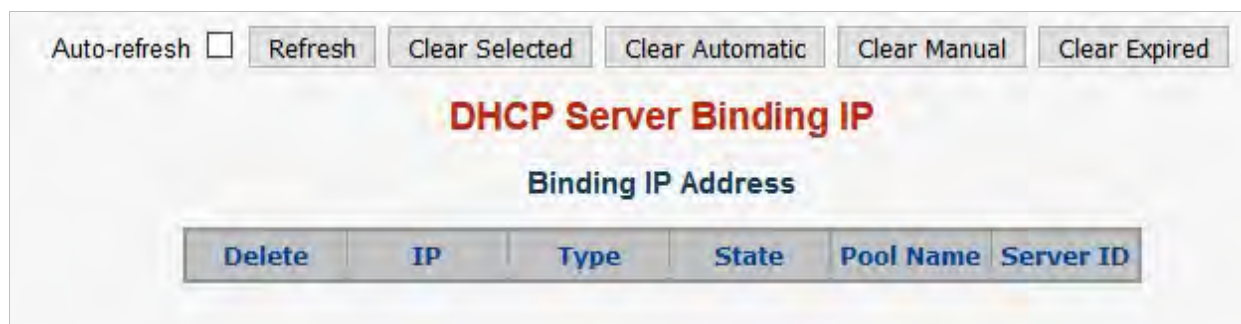 Auto-refresh Refresh Clear Selected Clear Automatic Clear Manual Clear Expired
DHCP Server Binding IP
Binding IP Address
Delete IP Type State Pool Name Server ID